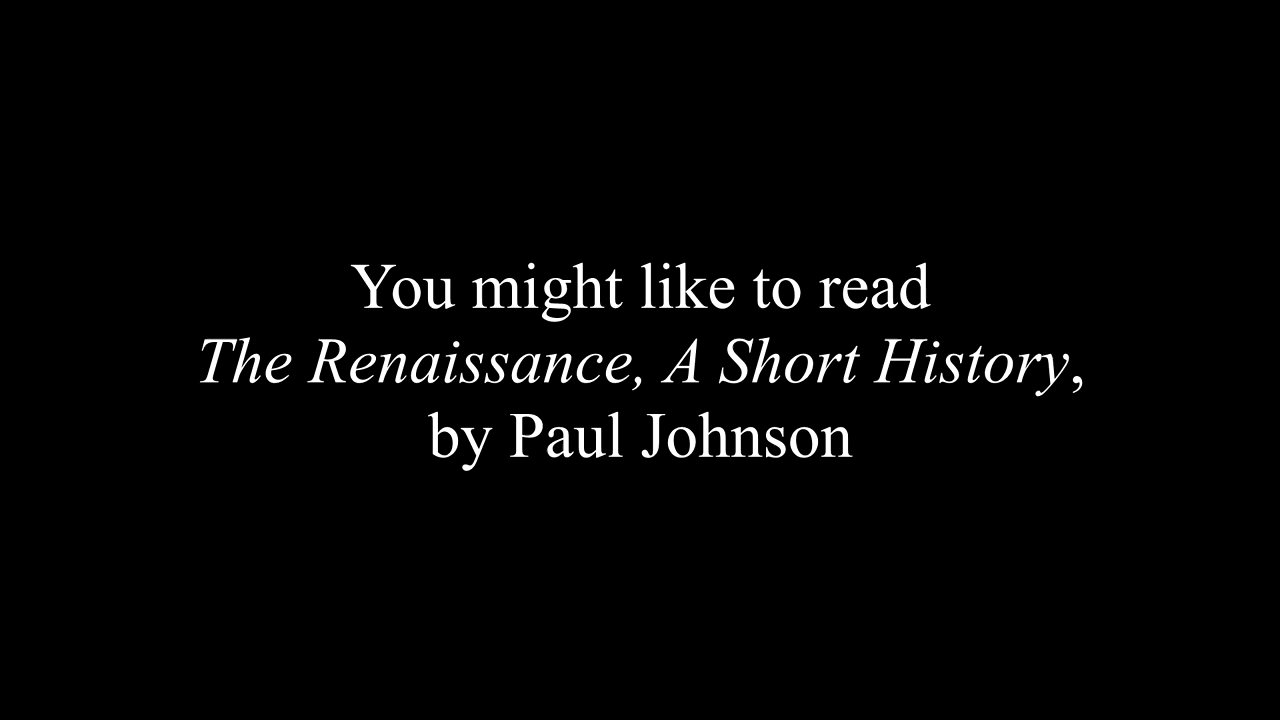 You might like to read
The Renaissance, A Short History,
by Paul Johnson